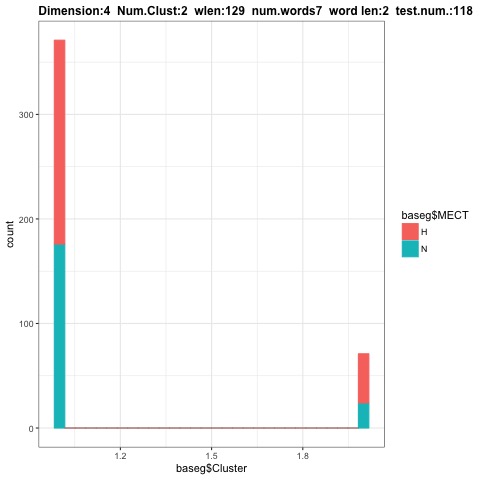 Dimension:4 Num.Clust:2 wlen:129 num.words7 word len:2 test.num.:118
300
200
100
0
count
1.2 1.5 1.8
baseg$Cluster
baseg$MECT
H
N